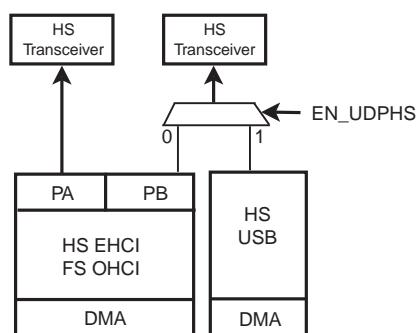 HS
Transceiver
HS
Transceiver
EN_UDPHS
0
1
PA
PB
HS
USB
HS EHCI
FS OHCI
DMA
DMA